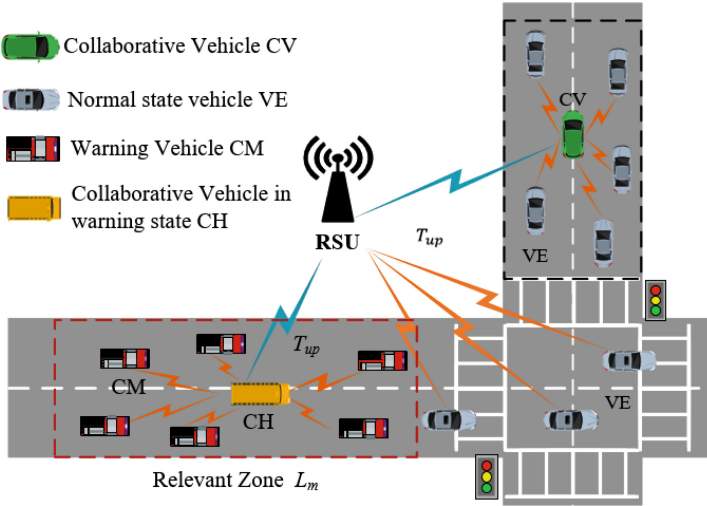 Collaborative Vehicle CV
Normal state vehicle VE
Warning Vehicle CM
Collaborative Vehicle in
warning state CH
RSU
CV
VE
T_up
T_up
CM
CH
VE
Relevant Zone L_m